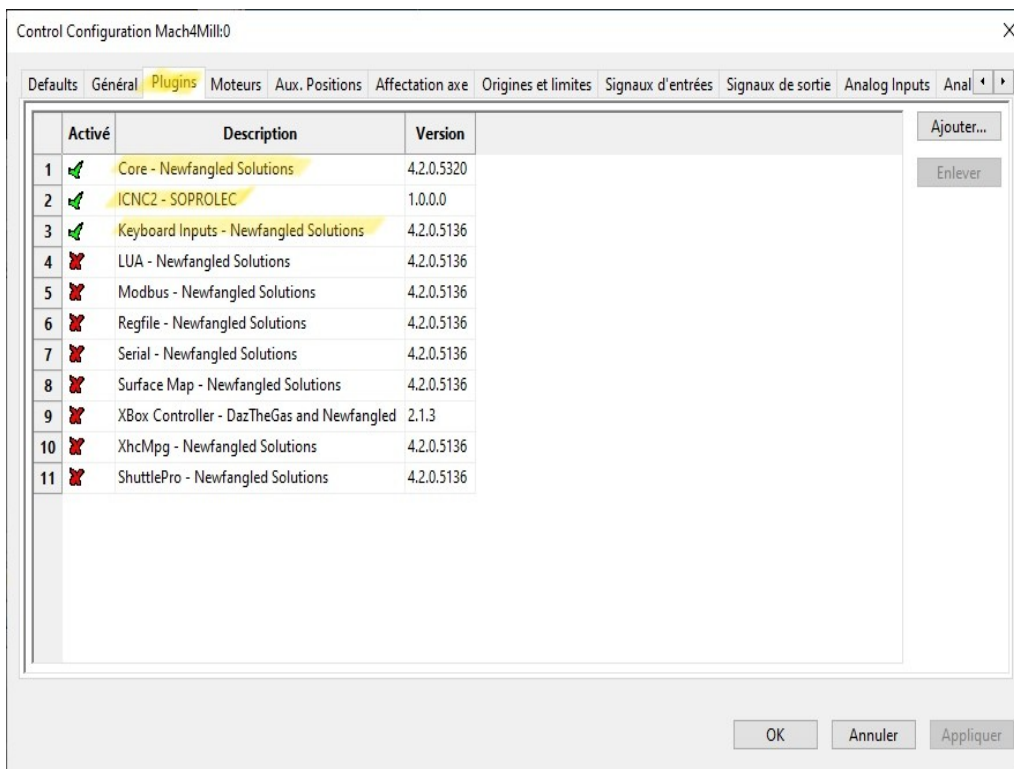 Control Configuration Mach4Mill:0
Defaults Général Plugins Moteurs Aux. Positions Affectation axe Origines et limites Signaux d'entrées Signaux de sortie Analog Inputs Anal
Activé Description Version Ajouter...
1 Core - Newfangled Solutions 4.2.0.5320
Enlever
2 ICNC2 - SOPROLEC 1.0.0.0
3 Keyboard Inputs - Newfangled Solutions 4.2.0.5136
4 LUA - Newfangled Solutions 4.2.0.5136
5 Modbus - Newfangled Solutions 4.2.0.5136
6 Regfile - Newfangled Solutions 4.2.0.5136
7 Serial - Newfangled Solutions 4.2.0.5136
8 Surface Map - Newfangled Solutions 4.2.0.5136
9 XBox Controller - DazTheGas and Newfangled 2.1.3
10 XhcMpg - Newfangled Solutions 4.2.0.5136
11 ShuttlePro - Newfangled Solutions 4.2.0.5136
OK Annuler Appliquer